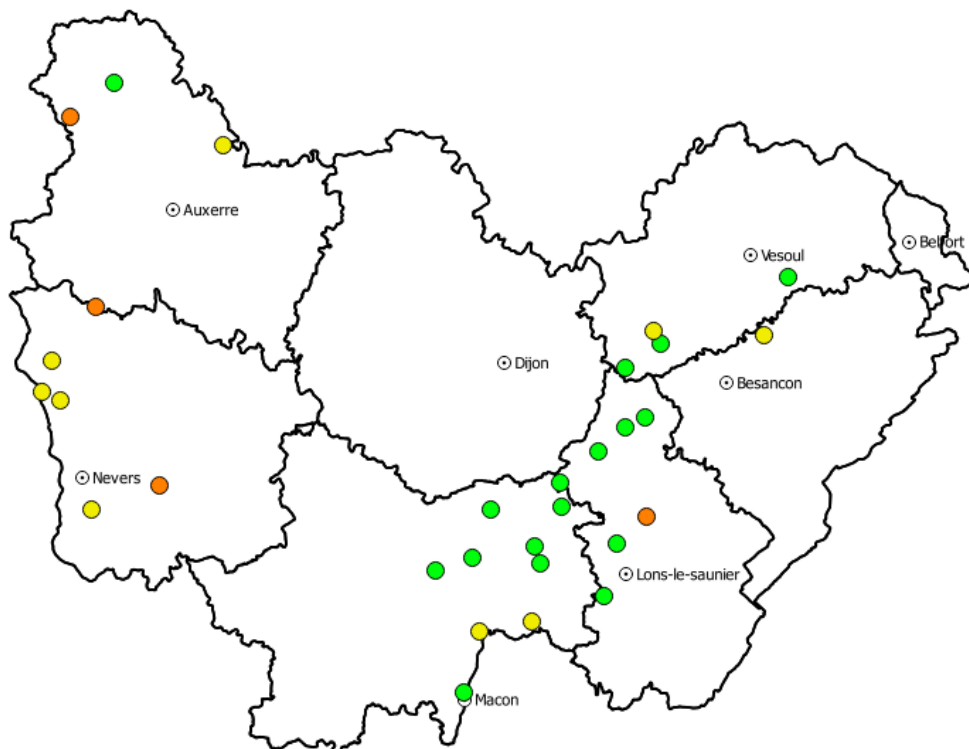 Auxerre
Belfort
Vesoul
Dijon
Besancon
Nevers
Lons-le-saunier
Macon